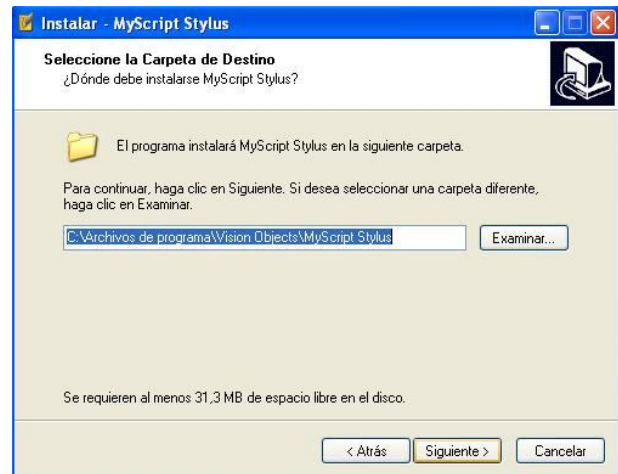 Instalar - MyScript Stylus
Seleccione la Carpeta de Destino
¿Dónde debe instalarse MyScript Stylus?
El programa instalará MyScript Stylus en la siguiente carpeta.
Para continuar, haga clic en Siguiente. Si desea seleccionar una carpeta diferente,
haga clic en Examinar.
C:\Archivos de programa\Vision Objects\MyScript Stylus
Examinar...
Se requieren al menos 31,3 MB de espacio libre en el disco.
< Atrás
Siguiente >
Cancelar